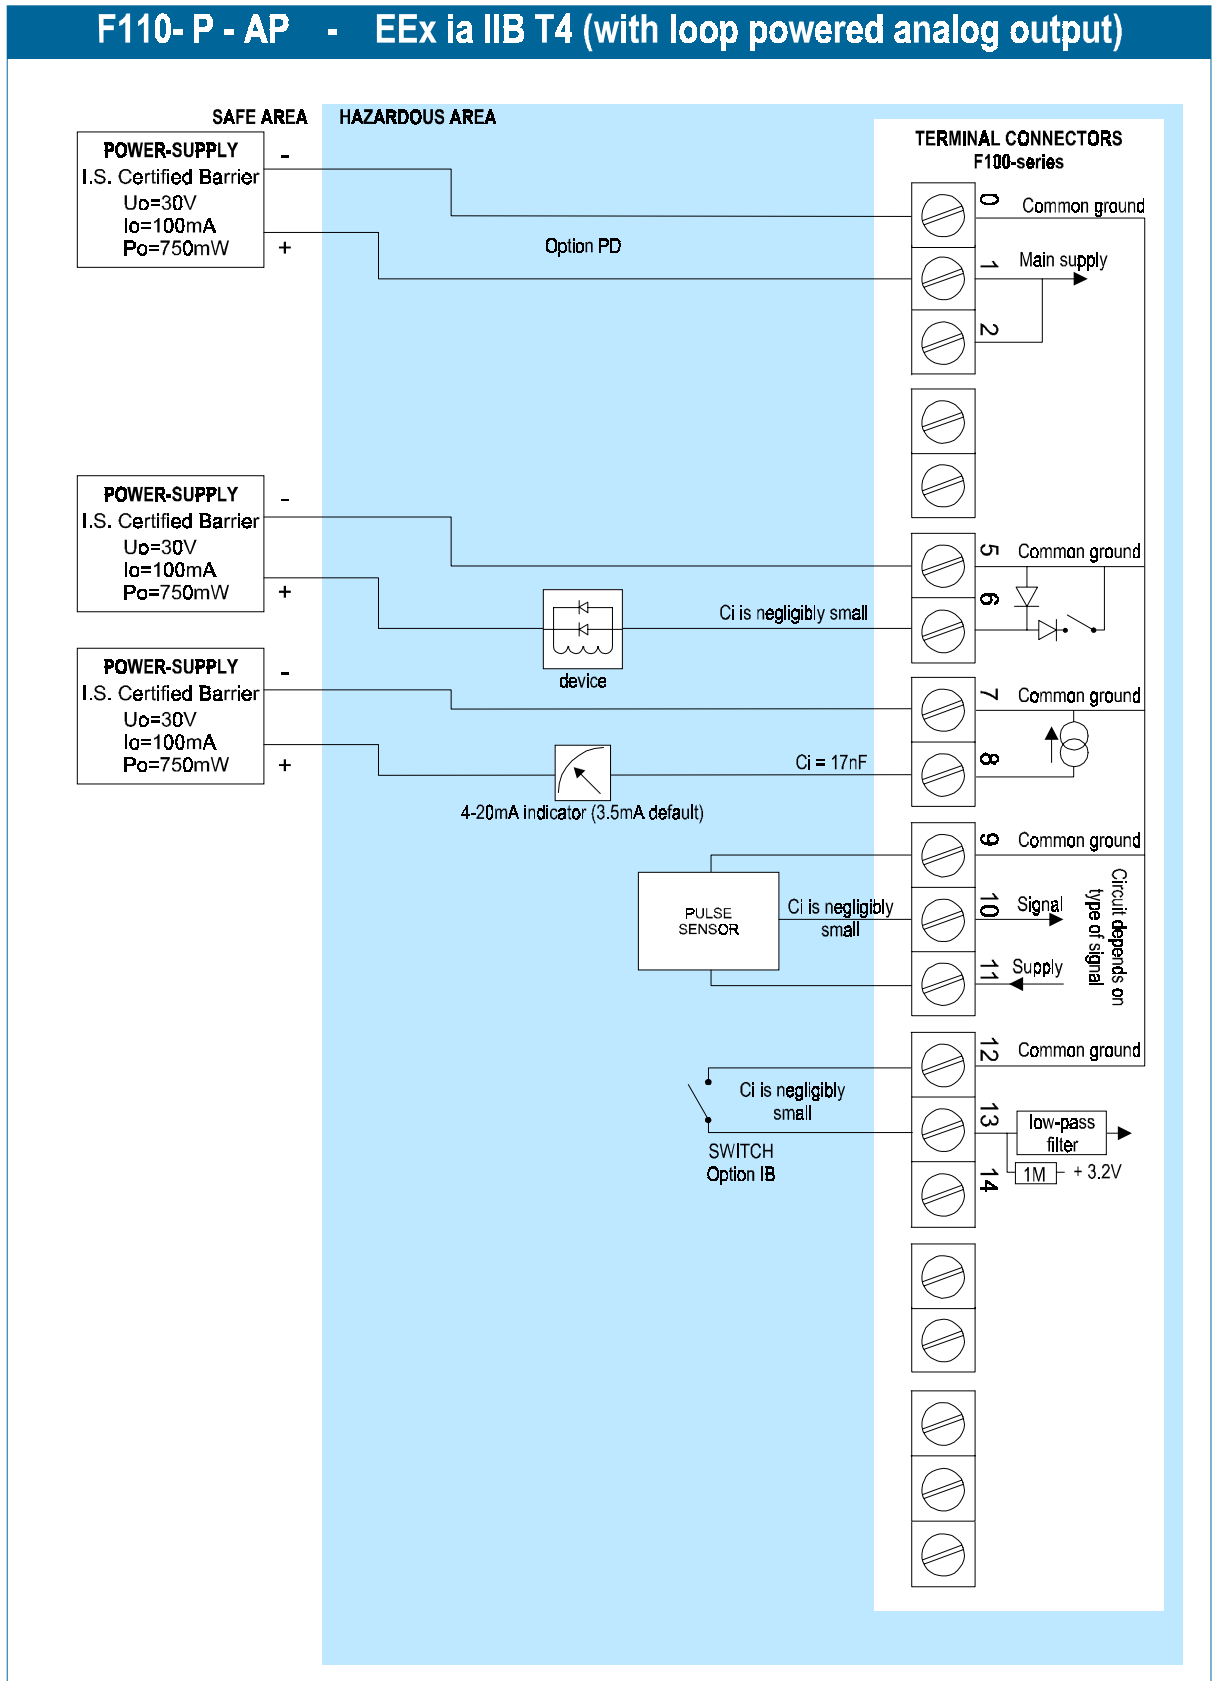 F110- P - AP - EEx ia IIB T4 (with loop powered analog output)
SAFE AREA
HAZARDOUS AREA
TERMINAL CONNECTORS
F100-series
POWER-SUPPLY
I.S. Certified Barrier
Uo=30V
Io=100mA
Po=750mW
-
+
Option PD
0
Common ground
1
Main supply
2
POWER-SUPPLY
I.S. Certified Barrier
Uo=30V
Io=100mA
Po=750mW
-
+
device
Ci is negligibly small
5
Common ground
6
POWER-SUPPLY
I.S. Certified Barrier
Uo=30V
Io=100mA
Po=750mW
-
+
4-20mA indicator (3.5mA default)
Ci = 17nF
7
Common ground
8
PULSE
SENSOR
Ci is negligibly
small
9
Common ground
10
Signal
11
Supply
Circuit depends on
type of signal
SWITCH
Option IB
Ci is negligibly
small
12
Common ground
13
low-pass
filter
14
1M
+ 3.2V